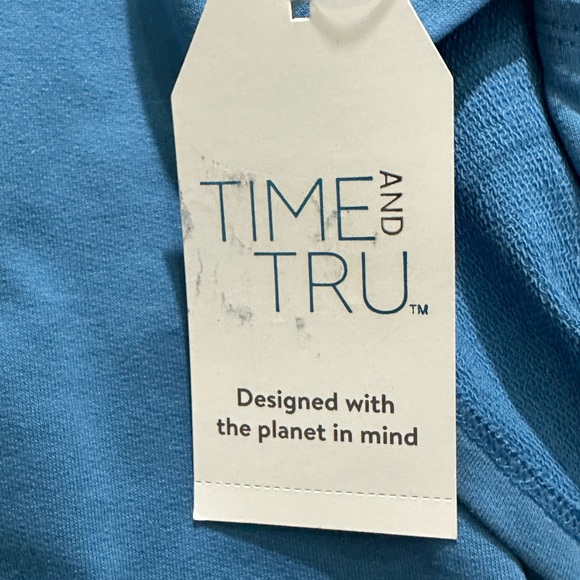 TIME AND
TRU™
Designed with
the planet in mind